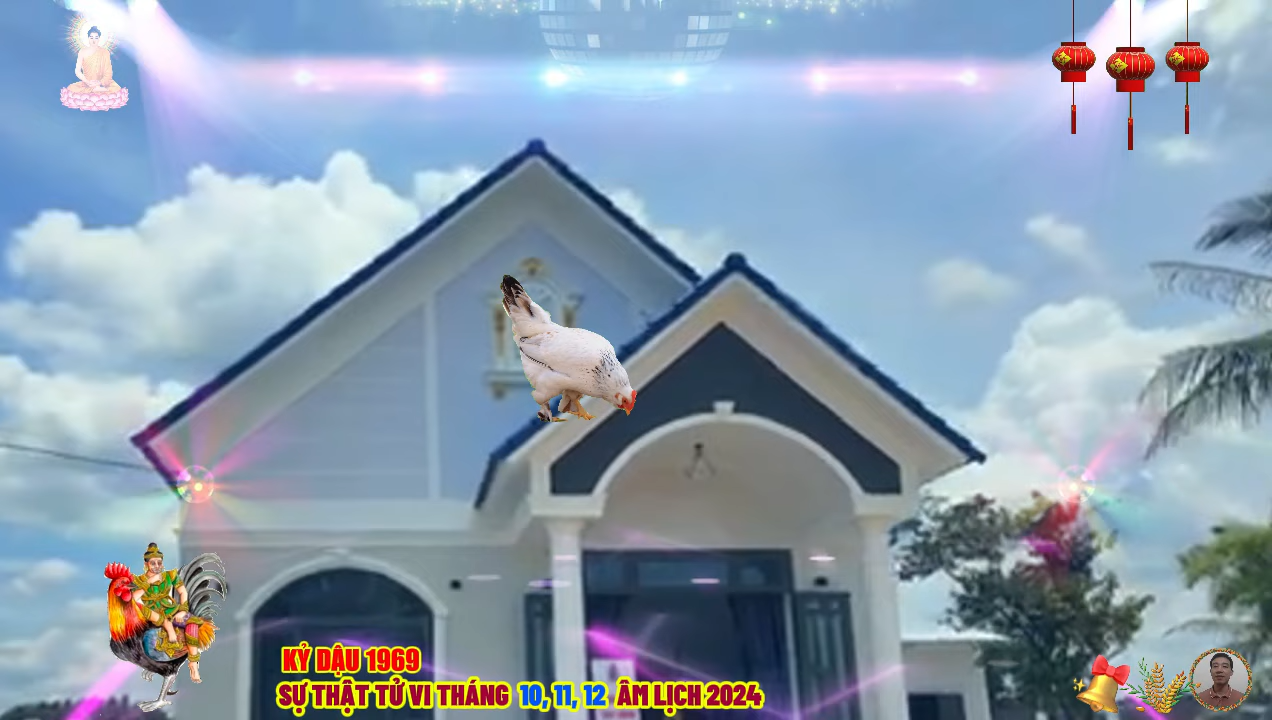 KỶ DẬU 1969
SỰ THẬT TỬ VI THÁNG 10, 11, 12 ÂM LỊCH 2024